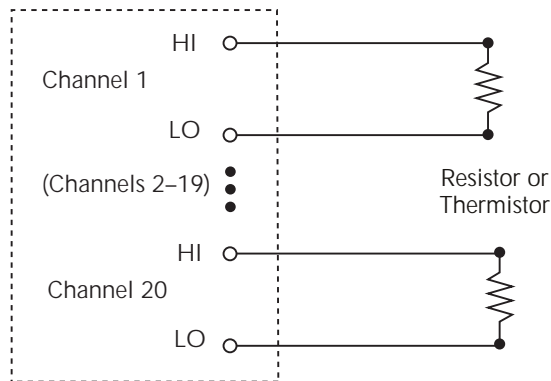 HI
Channel 1
LO
(Channels 2–19)
Resistor or
Thermistor
HI
Channel 20
LO